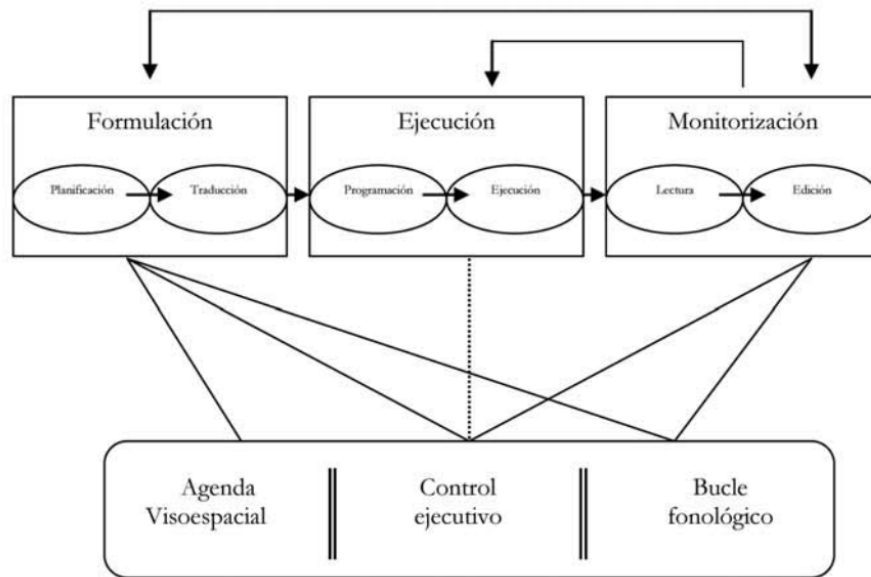 Formulación
Ejecución
Monitorización
Planificación
Traducción
Programación
Ejecución
Lectura
Edición
Agenda
Visoespacial
Control
ejecutivo
Bucle
fonológico